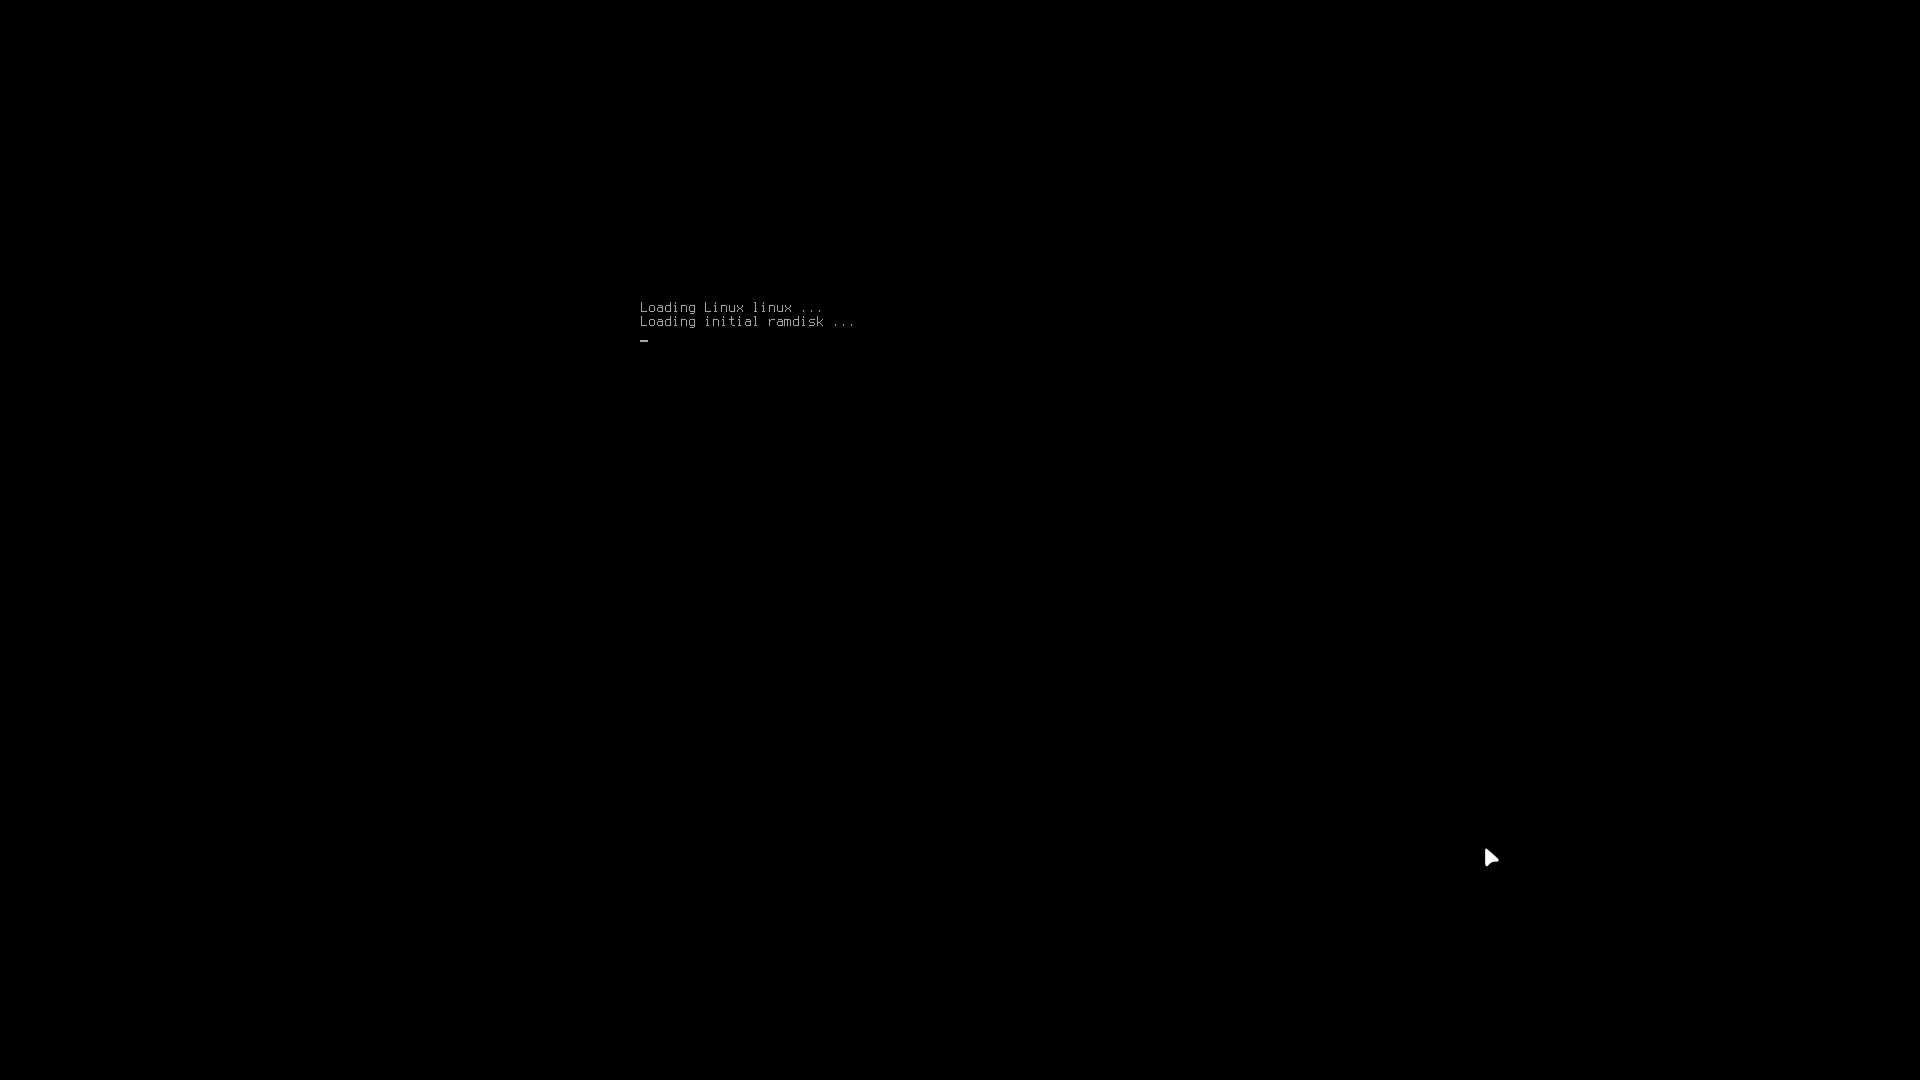 Loading Linux linux ...
Loading initial ramdisk ...
_